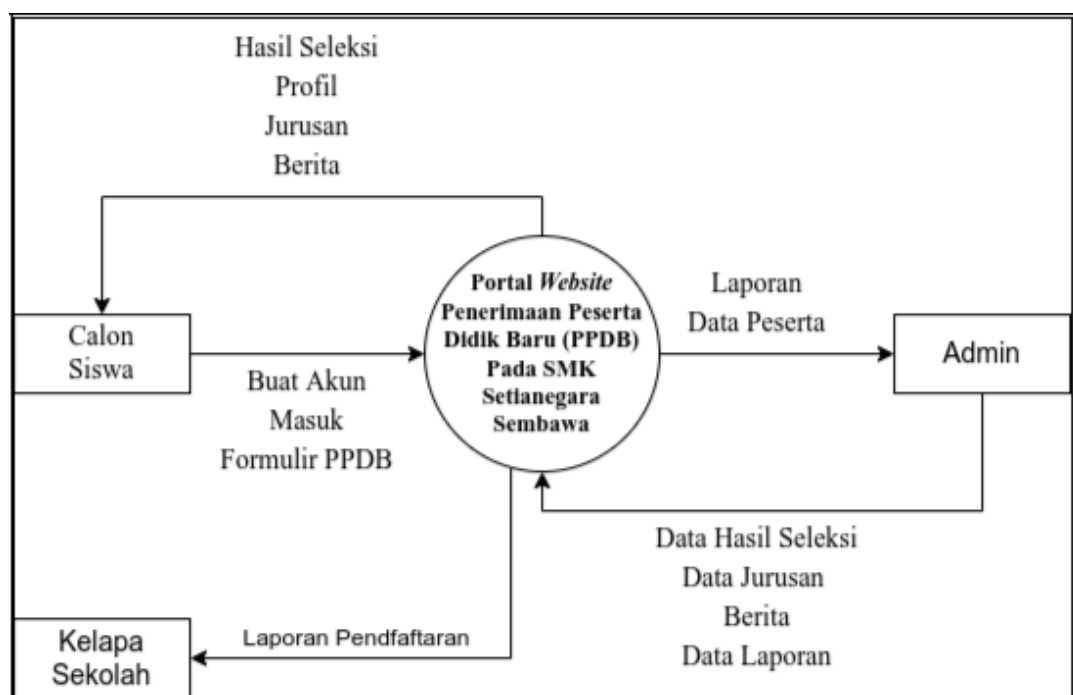 Hasil Seleksi
Profil
Jurusan
Berita
Portal Website
Penerimaan Peserta
Didik Baru (PPDB)
Pada SMK
Setianegara
Sembawa
Laporan
Data Peserta
Calon
Siswa
Admin
Buat Akun
Masuk
Formulir PPDB
Data Hasil Seleksi
Data Jurusan
Berita
Data Laporan
Kelapa
Sekolah
Laporan Pendfaftaran